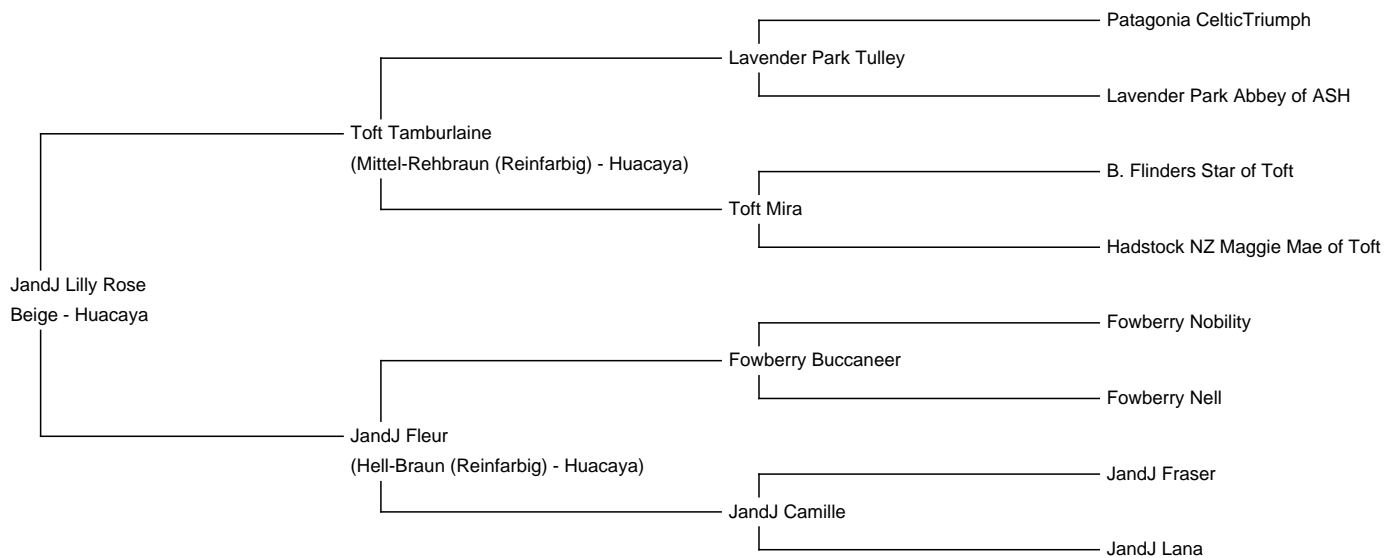 Patagonia CelticTriumph
Lavender Park Tulley
Lavender Park Abbey of ASH
Toft Tamburlaine
(Mittel-Rehbraun (Reinfarbig) - Huacaya)
B. Flinders Star of Toft
Toft Mira
Hadstock NZ Maggie Mae of Toft
JandJ Lilly Rose
Beige - Huacaya
Fowberry Nobility
Fowberry Buccaneer
Fowberry Nell
JandJ Fleur
(Hell-Braun (Reinfarbig) - Huacaya)
JandJ Fraser
JandJ Camille
JandJ Lana